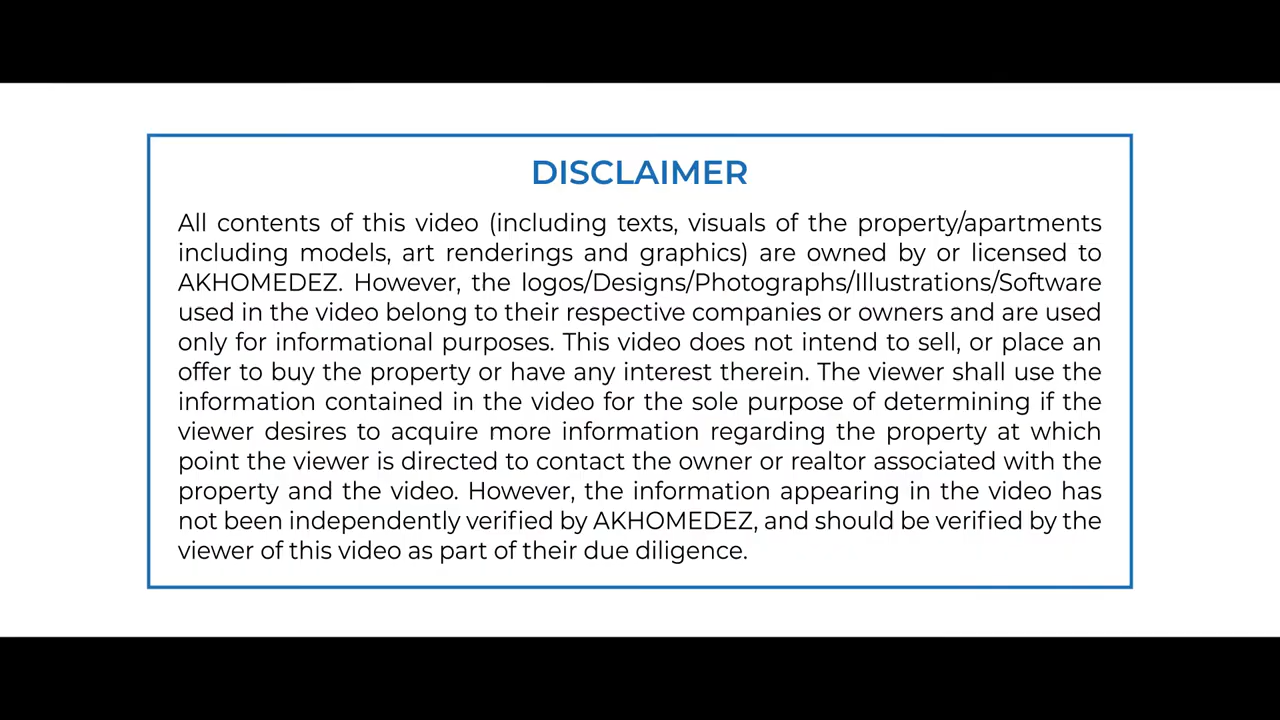 DISCLAIMER
All contents of this video (including texts, visuals of the property/apartments
including models, art renderings and graphics) are owned by or licensed to
AKHOMEDEZ. However, the logos/Designs/Photographs/Illustrations/Software
used in the video belong to their respective companies or owners and are used
only for informational purposes. This video does not intend to sell, or place an
offer to buy the property or have any interest therein. The viewer shall use the
information contained in the video for the sole purpose of determining if the
viewer desires to acquire more information regarding the property at which
point the viewer is directed to contact the owner or realtor associated with the
property and the video. However, the information appearing in the video has
not been independently verified by AKHOMEDEZ, and should be verified by the
viewer of this video as part of their due diligence.